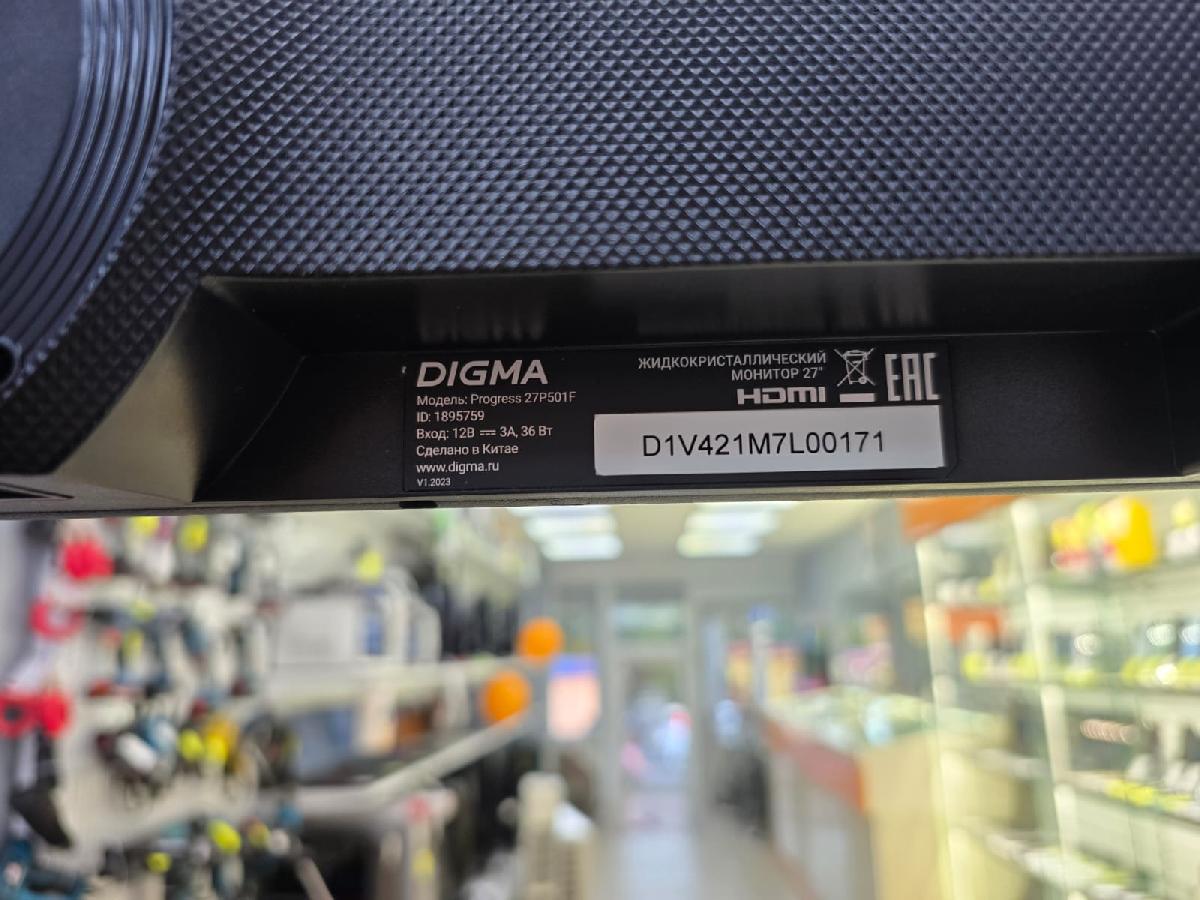 DIGMA
Модель: Progress 27P501F
ID: 1895759
Вход: 12В ⎓ 3А, 36 Вт
Сделано в Китае
www.digma.ru
V1.2023
ЖИДКОКРИСТАЛЛИЧЕСКИЙ
МОНИТОР 27"
HDMI
EAC
D1V421M7L00171